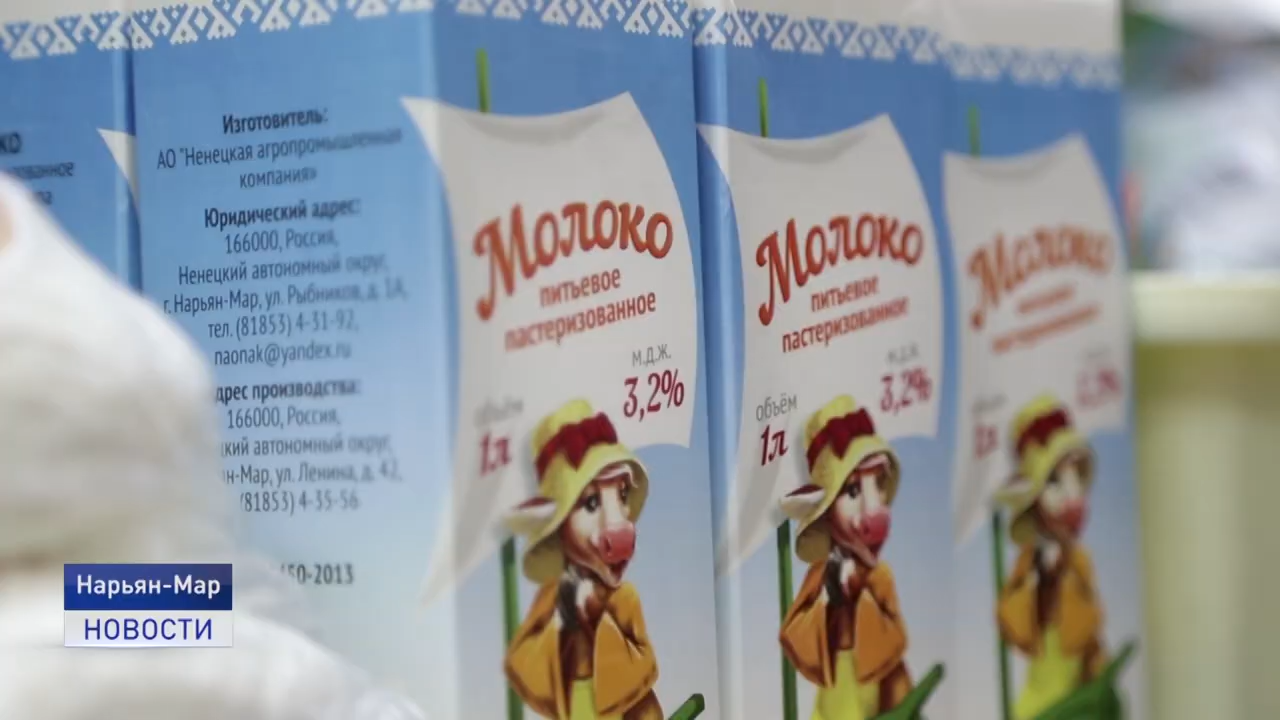 Изготовитель:
АО "Ненецкая агропромышленная
компания»
Юридический адрес:
166000, Россия,
Ненецкий автономный округ,
г. Нарьян-Мар, ул. Рыбников, д. 1А,
тел. (81853) 4-31-92,
naonak@yandex.ru
дрес производства:
166000, Россия,
кий автономный округ,
н-Мар, ул. Ленина, д. 42,
(81853) 4-35-56
50-2013
Молоко
питьевое
пастеризованное
м.д.ж.
3,2%
объём
1л
Молоко
питьевое
пастеризованное
м.д.ж.
3,2%
объём
1л
Молоко
Нарьян-Мар
НОВОСТИ